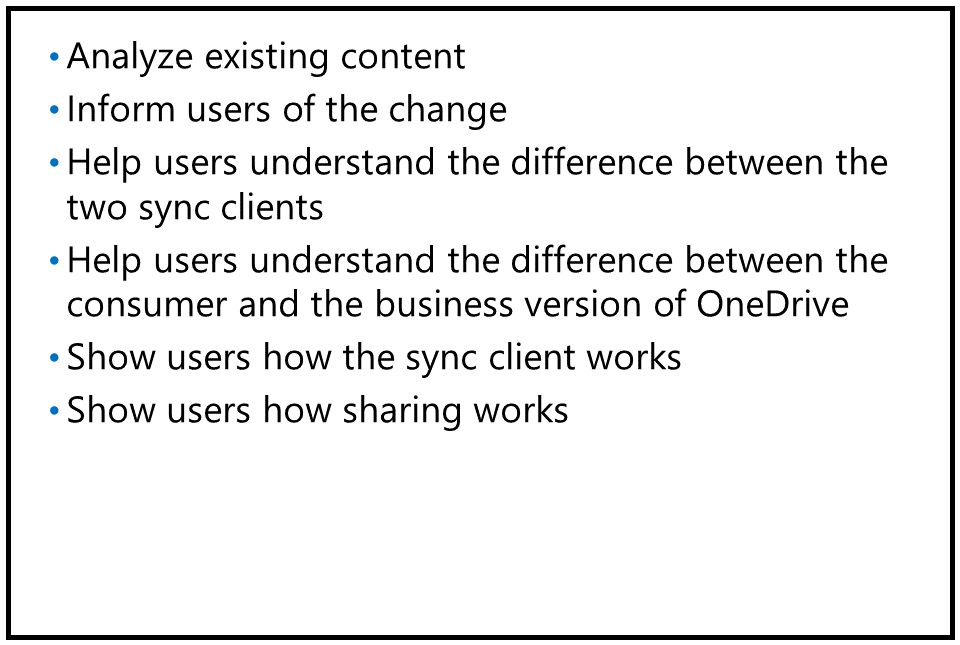 • Analyze existing content
• Inform users of the change
• Help users understand the difference between the
two sync clients
• Help users understand the difference between the
consumer and the business version of OneDrive
• Show users how the sync client works
• Show users how sharing works